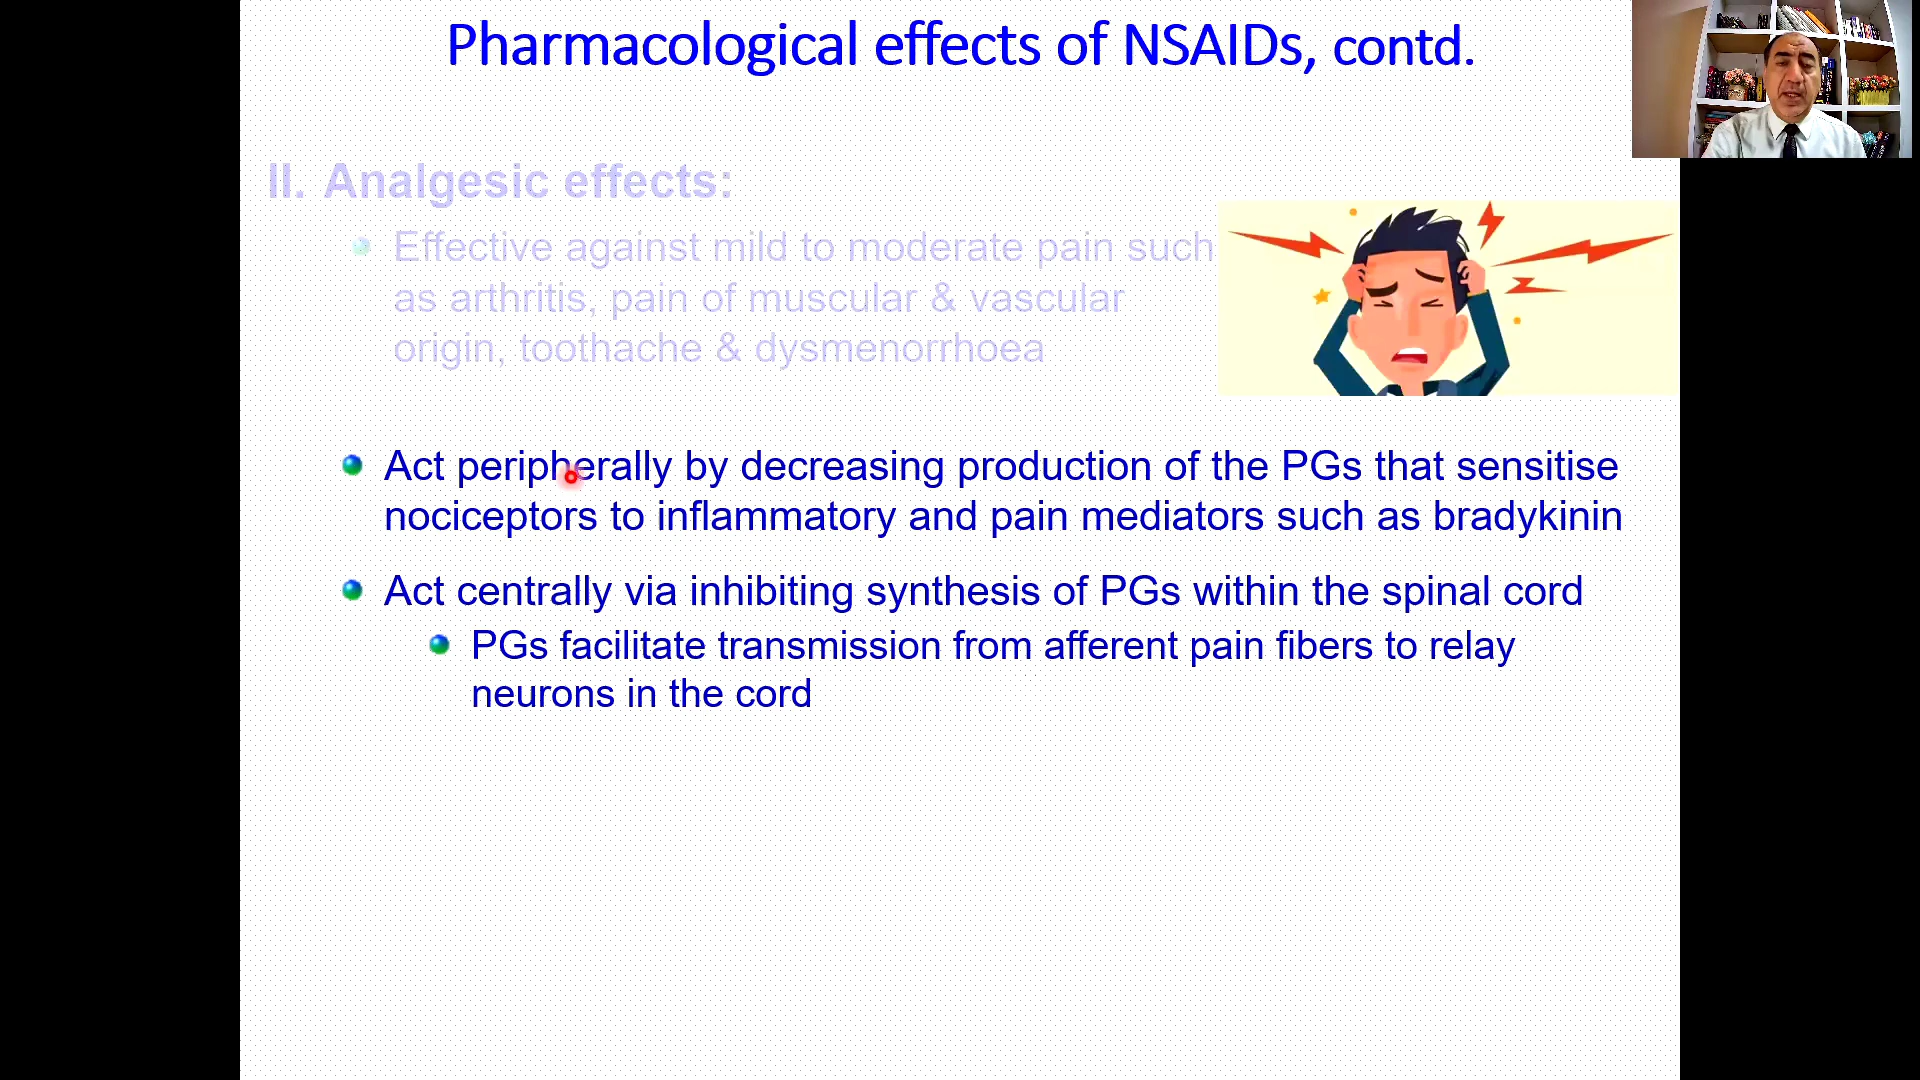 Pharmacological effects of NSAIDs, contd.
II. Analgesic effects:
Effective against mild to moderate pain such
as arthritis, pain of muscular & vascular
origin, toothache & dysmenorrhoea
Act peripherally by decreasing production of the PGs that sensitise
nociceptors to inflammatory and pain mediators such as bradykinin
Act centrally via inhibiting synthesis of PGs within the spinal cord
PGs facilitate transmission from afferent pain fibers to relay
neurons in the cord